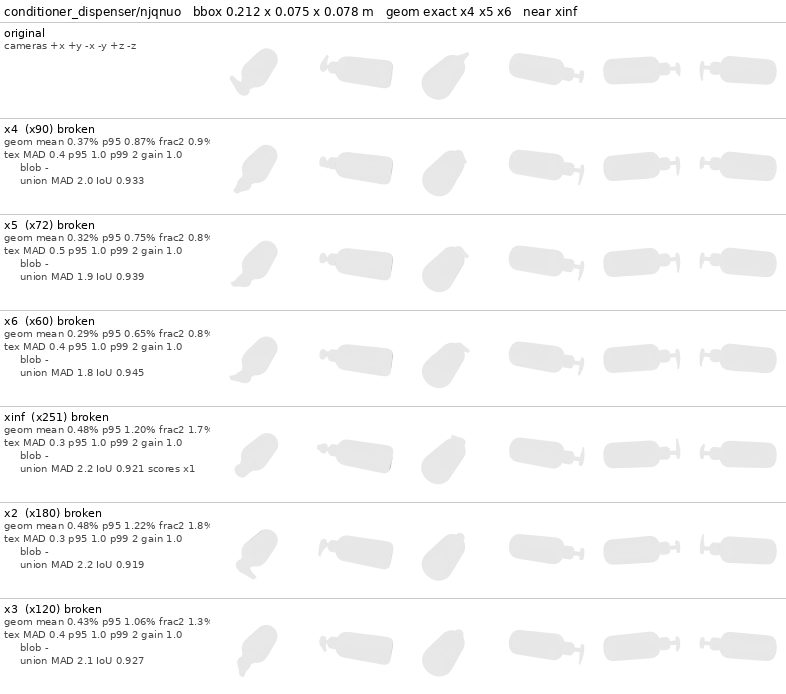 conditioner_dispenser/njqnuo bbox 0.212 x 0.075 x 0.078 m geom exact x4 x5 x6 near xinf
original
cameras +x +y -x -y +z -z
x4 (x90) broken
geom mean 0.37% p95 0.87% frac2 0.9%
tex MAD 0.4 p95 1.0 p99 2 gain 1.0
blob -
union MAD 2.0 IoU 0.933
x5 (x72) broken
geom mean 0.32% p95 0.75% frac2 0.8%
tex MAD 0.5 p95 1.0 p99 2 gain 1.0
blob -
union MAD 1.9 IoU 0.939
x6 (x60) broken
geom mean 0.29% p95 0.65% frac2 0.8%
tex MAD 0.4 p95 1.0 p99 2 gain 1.0
blob -
union MAD 1.8 IoU 0.945
xinf (x251) broken
geom mean 0.48% p95 1.20% frac2 1.7%
tex MAD 0.3 p95 1.0 p99 2 gain 1.0
blob -
union MAD 2.2 IoU 0.921 scores x1
x2 (x180) broken
geom mean 0.48% p95 1.22% frac2 1.8%
tex MAD 0.3 p95 1.0 p99 2 gain 1.0
blob -
union MAD 2.2 IoU 0.919
x3 (x120) broken
geom mean 0.43% p95 1.06% frac2 1.3%
tex MAD 0.4 p95 1.0 p99 2 gain 1.0
blob -
union MAD 2.1 IoU 0.927